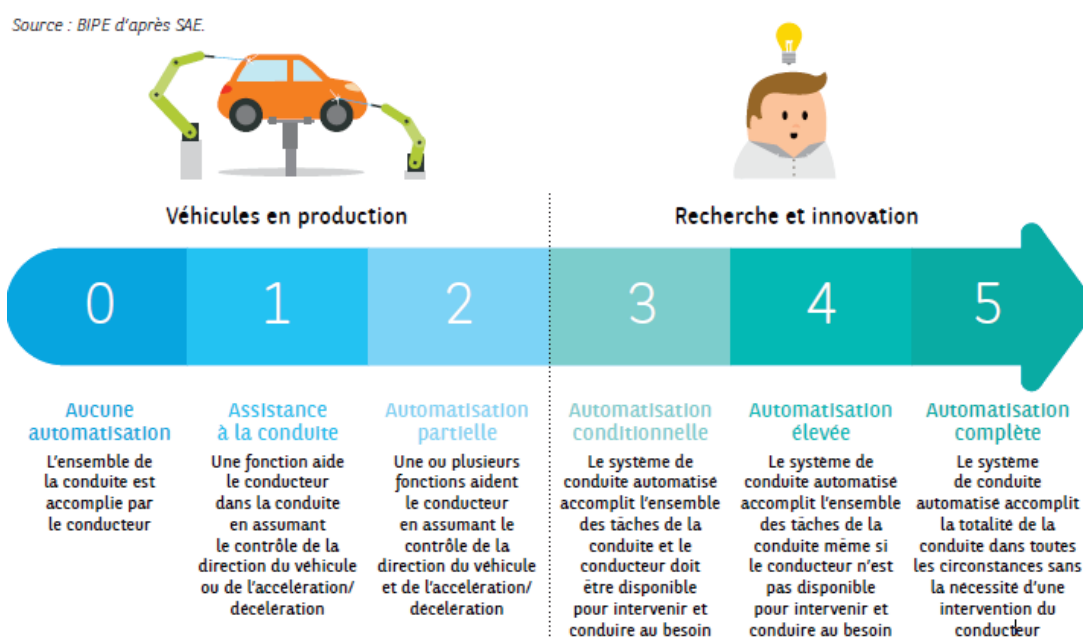 Source : BIPE d'après SAE.
Véhicules en production
Recherche et innovation
0
1
2
3
4
5
Aucune
automatisation
L'ensemble de
la conduite est
accomplie par
le conducteur
Assistance
à la conduite
Une fonction aide
le conducteur
dans la conduite
en assumant
le contrôle de la
direction du véhicule
ou de l'accélération/
décélération
Automatisation
partielle
Une ou plusieurs
fonctions aident
le conducteur
en assumant le
contrôle de la
direction du véhicule
et de l'accélération/
décélération
Automatisation
conditionnelle
Le système de
conduite automatisé
accomplit l'ensemble
des tâches de la
conduite et le
conducteur doit
être disponible
pour intervenir et
conduire au besoin
Automatisation
élevée
Le système de
conduite automatisé
accomplit l'ensemble
des tâches de la
conduite même si
le conducteur n'est
pas disponible
pour intervenir et
conduire au besoin
Automatisation
complète
Le système
de conduite
automatisé accomplit
la totalité de la
conduite dans toutes
les circonstances sans
la nécessité d'une
intervention du
conducteur